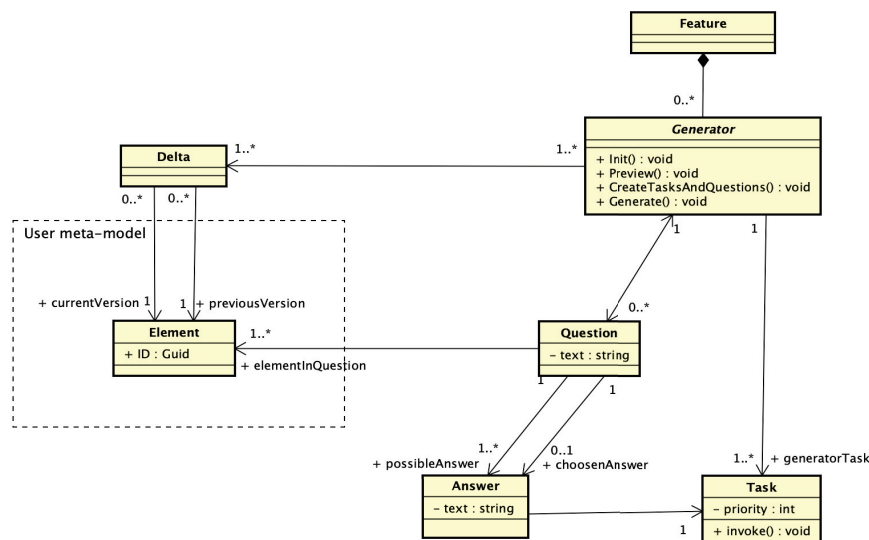 Feature
0..*
Generator
+ Init() : void
+ Preview() : void
+ CreateTasksAndQuestions() : void
+ Generate() : void
1..*
1..*
Delta
0..*
0..*
User meta-model
1
1
+ currentVersion
1
1
+ previousVersion
Element
+ ID : Guid
1..*
+ elementInQuestion
0..*
Question
- text : string
1
1
1..*
+ possibleAnswer
0..1
+ choosenAnswer
1..*
+ generatorTask
Answer
- text : string
1
Task
- priority : int
+ invoke() : void